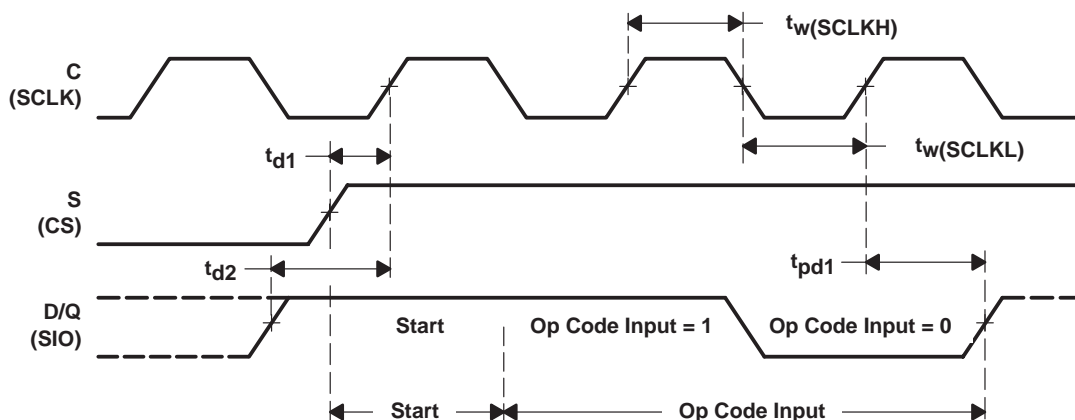 tw(SCLKH)
C
(SCLK)
td1
tw(SCLKL)
S
(CS)
td2
tpd1
D/Q
(SIO)
Start
Op Code Input = 1
Op Code Input = 0
Start
Op Code Input